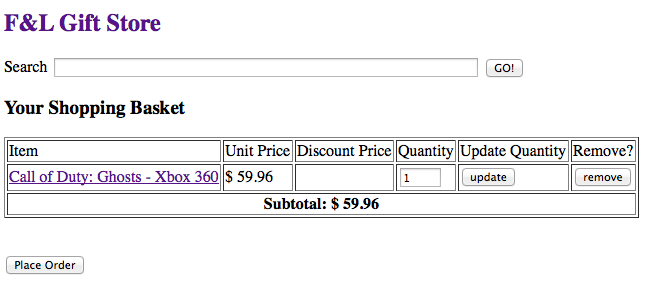 F&L Gift Store
Search GO!
Your Shopping Basket
Item Unit Price Discount Price Quantity Update Quantity Remove?
Call of Duty: Ghosts - Xbox 360 $ 59.96 1 update remove
Subtotal: $ 59.96
Place Order